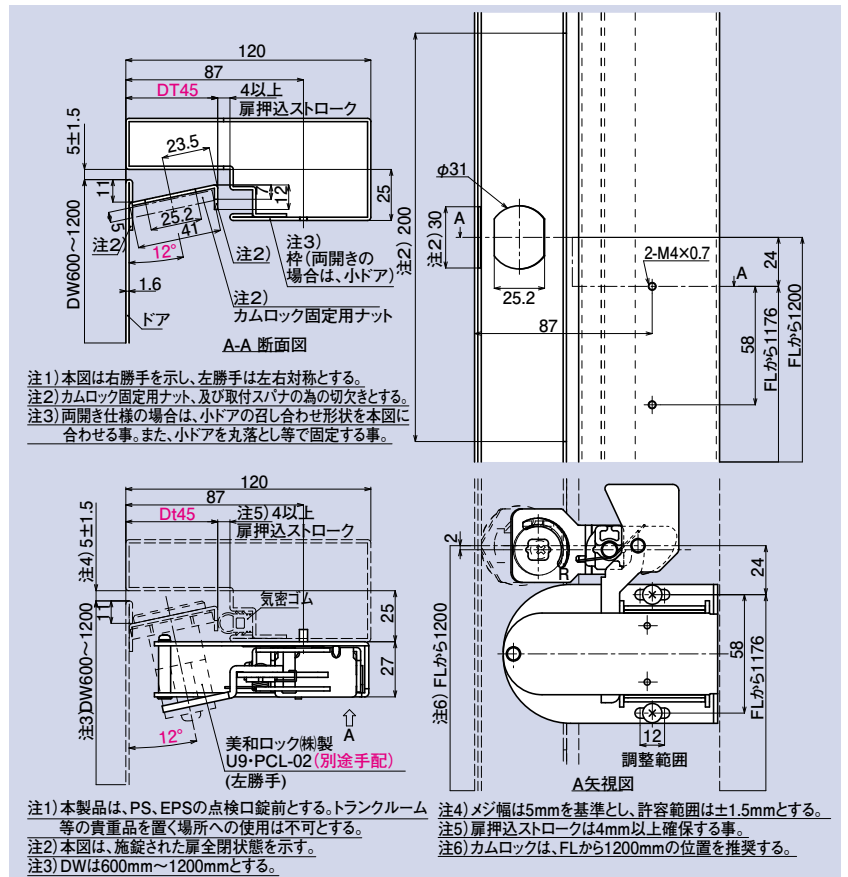 120
87
DT45
4以上
扉押込ストローク
5±1.5
23.5
11
7
12
25
25.2
41
5
注2)
12°
DW600〜1200
1.6
ドア
注2)
注3)
枠(両開きの
場合は、小ドア)
注2)
カムロック固定用ナット
A-A 断面図
注2) 200
注2) 30
φ31
A
25.2
87
2-M4×0.7
A
24
58
FLから1176
FLから1200
注1)本図は右勝手を示し、左勝手は左右対称とする。
注2)カムロック固定用ナット、及び取付スパナの為の切欠きとする。
注3)両開き仕様の場合は、小ドアの召し合わせ形状を本図に
合わせる事。また、小ドアを丸落とし等で固定する事。
120
87
Dt45
注5)4以上
扉押込ストローク
注4) 5±1.5
11
気密ゴム
25
27
注3)DW600〜1200
12°
A
美和ロック㈱製
U9・PCL-02(別途手配)
(左勝手)
2
R
24
58
注6) FLから1200
FLから1176
12
調整範囲
A矢視図
注1)本製品は、PS、EPSの点検口錠前とする。トランクルーム
等の貴重品を置く場所への使用は不可とする。
注2)本図は、施錠された扉全閉状態を示す。
注3)DWは600mm〜1200mmとする。
注4)メジ幅は5mmを基準とし、許容範囲は±1.5mmとする。
注5)扉押込ストロークは4mm以上確保する事。
注6)カムロックは、FLから1200mmの位置を推奨する。